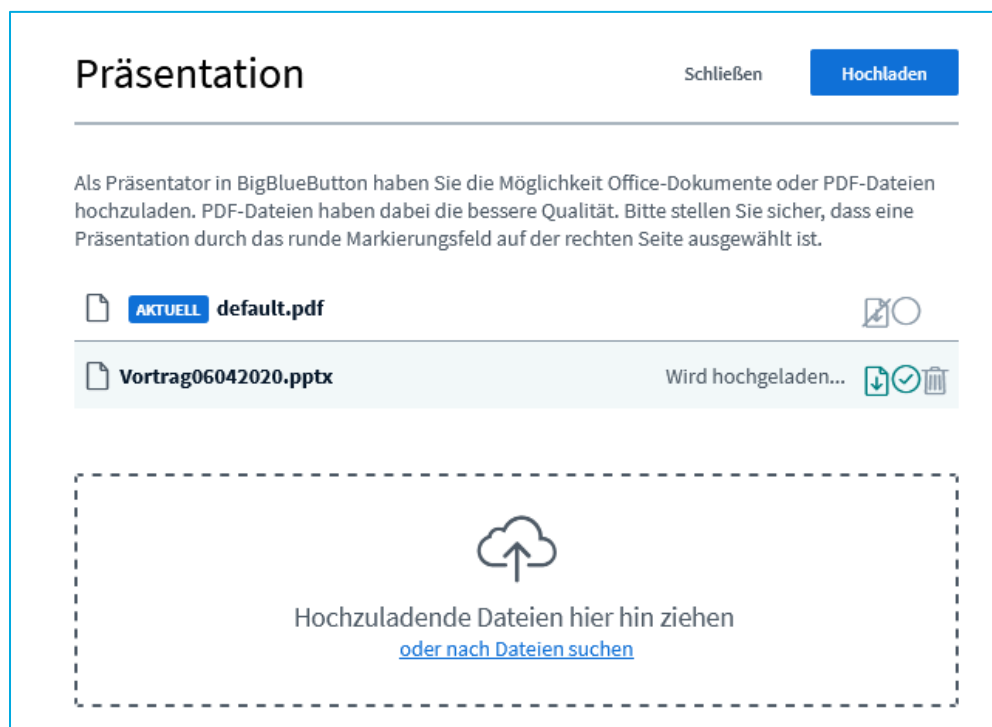 Präsentation
Schließen
Hochladen
Als Präsentator in BigBlueButton haben Sie die Möglichkeit Office-Dokumente oder PDF-Dateien
hochzuladen. PDF-Dateien haben dabei die bessere Qualität. Bitte stellen Sie sicher, dass eine
Präsentation durch das runde Markierungsfeld auf der rechten Seite ausgewählt ist.
AKTUELL default.pdf
Vortrag06042020.pptx Wird hochgeladen...
Hochzuladende Dateien hier hin ziehen
oder nach Dateien suchen